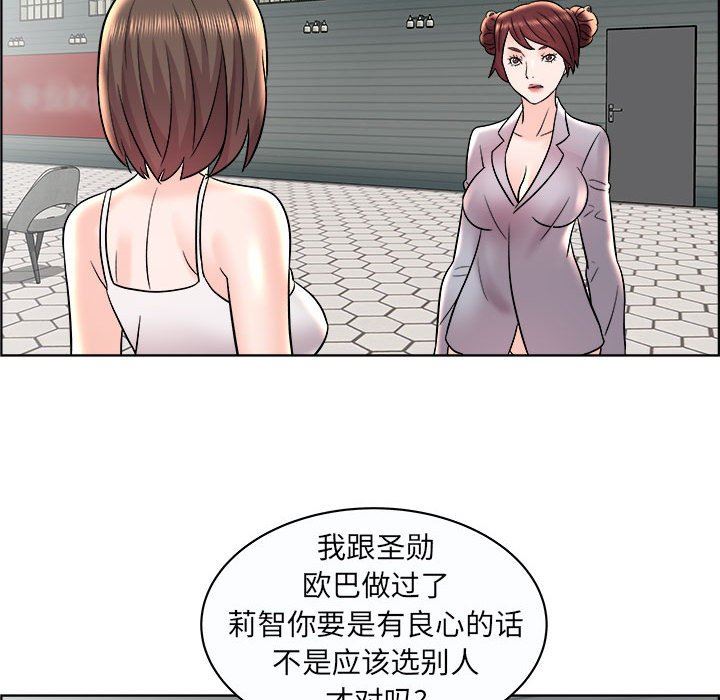 我跟圣勋
欧巴做过了
莉智你要是有良心的话
不是应该选别人
才对吗?